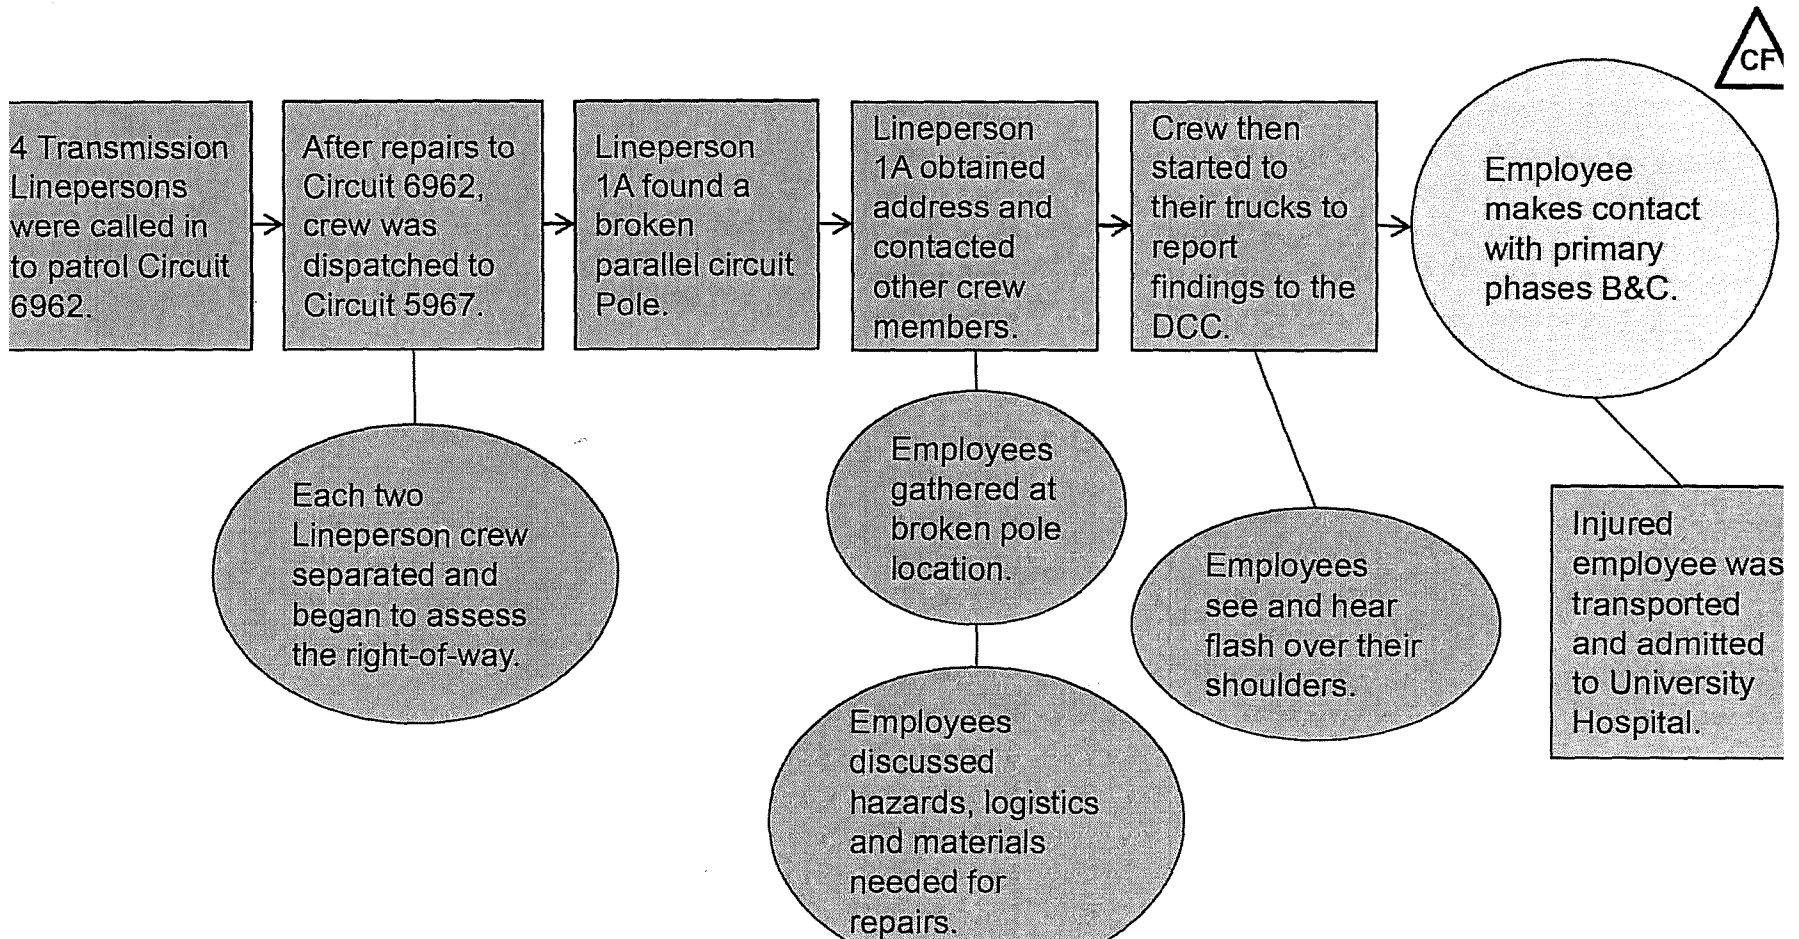 CF
4 Transmission
Linepersons
were called in
to patrol Circuit
6962.
After repairs to
Circuit 6962,
crew was
dispatched to
Circuit 5967.
Lineperson
1A found a
broken
parallel circuit
Pole.
Lineperson
1A obtained
address and
contacted
other crew
members.
Crew then
started to
their trucks to
report
findings to the
DCC.
Employee
makes contact
with primary
phases B&C.
Each two
Lineperson crew
separated and
began to assess
the right-of-way.
Employees
gathered at
broken pole
location.
Employees
discussed
hazards, logistics
and materials
needed for
repairs.
Employees
see and hear
flash over their
shoulders.
Injured
employee was
transported
and admitted
to University
Hospital.